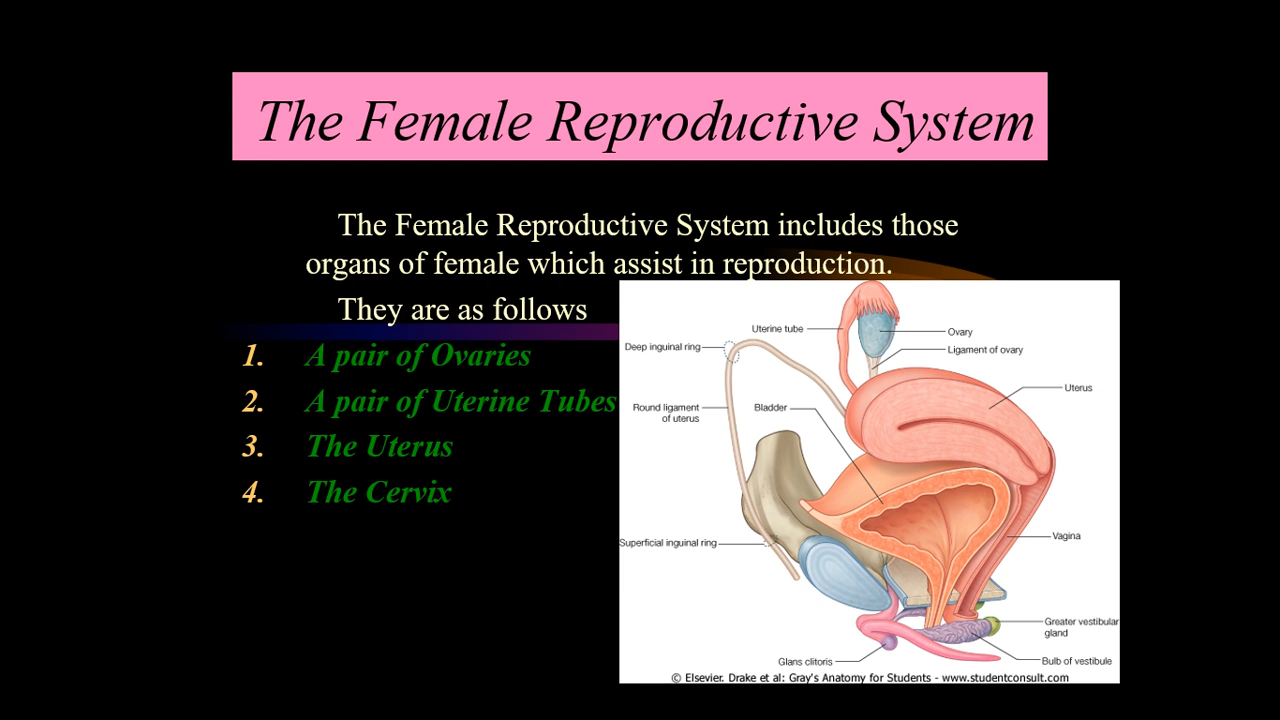 The Female Reproductive System
The Female Reproductive System includes those
organs of female which assist in reproduction.
They are as follows
1. A pair of Ovaries
2. A pair of Uterine Tubes
3. The Uterus
4. The Cervix
Uterine tube
Ovary
Deep inguinal ring
Ligament of ovary
Uterus
Round ligament
of uterus
Bladder
Superficial inguinal ring
Vagina
Greater vestibular
gland
Glans clitoris
Bulb of vestibule
© Elsevier. Drake et al: Gray's Anatomy for Students - www.studentconsult.com